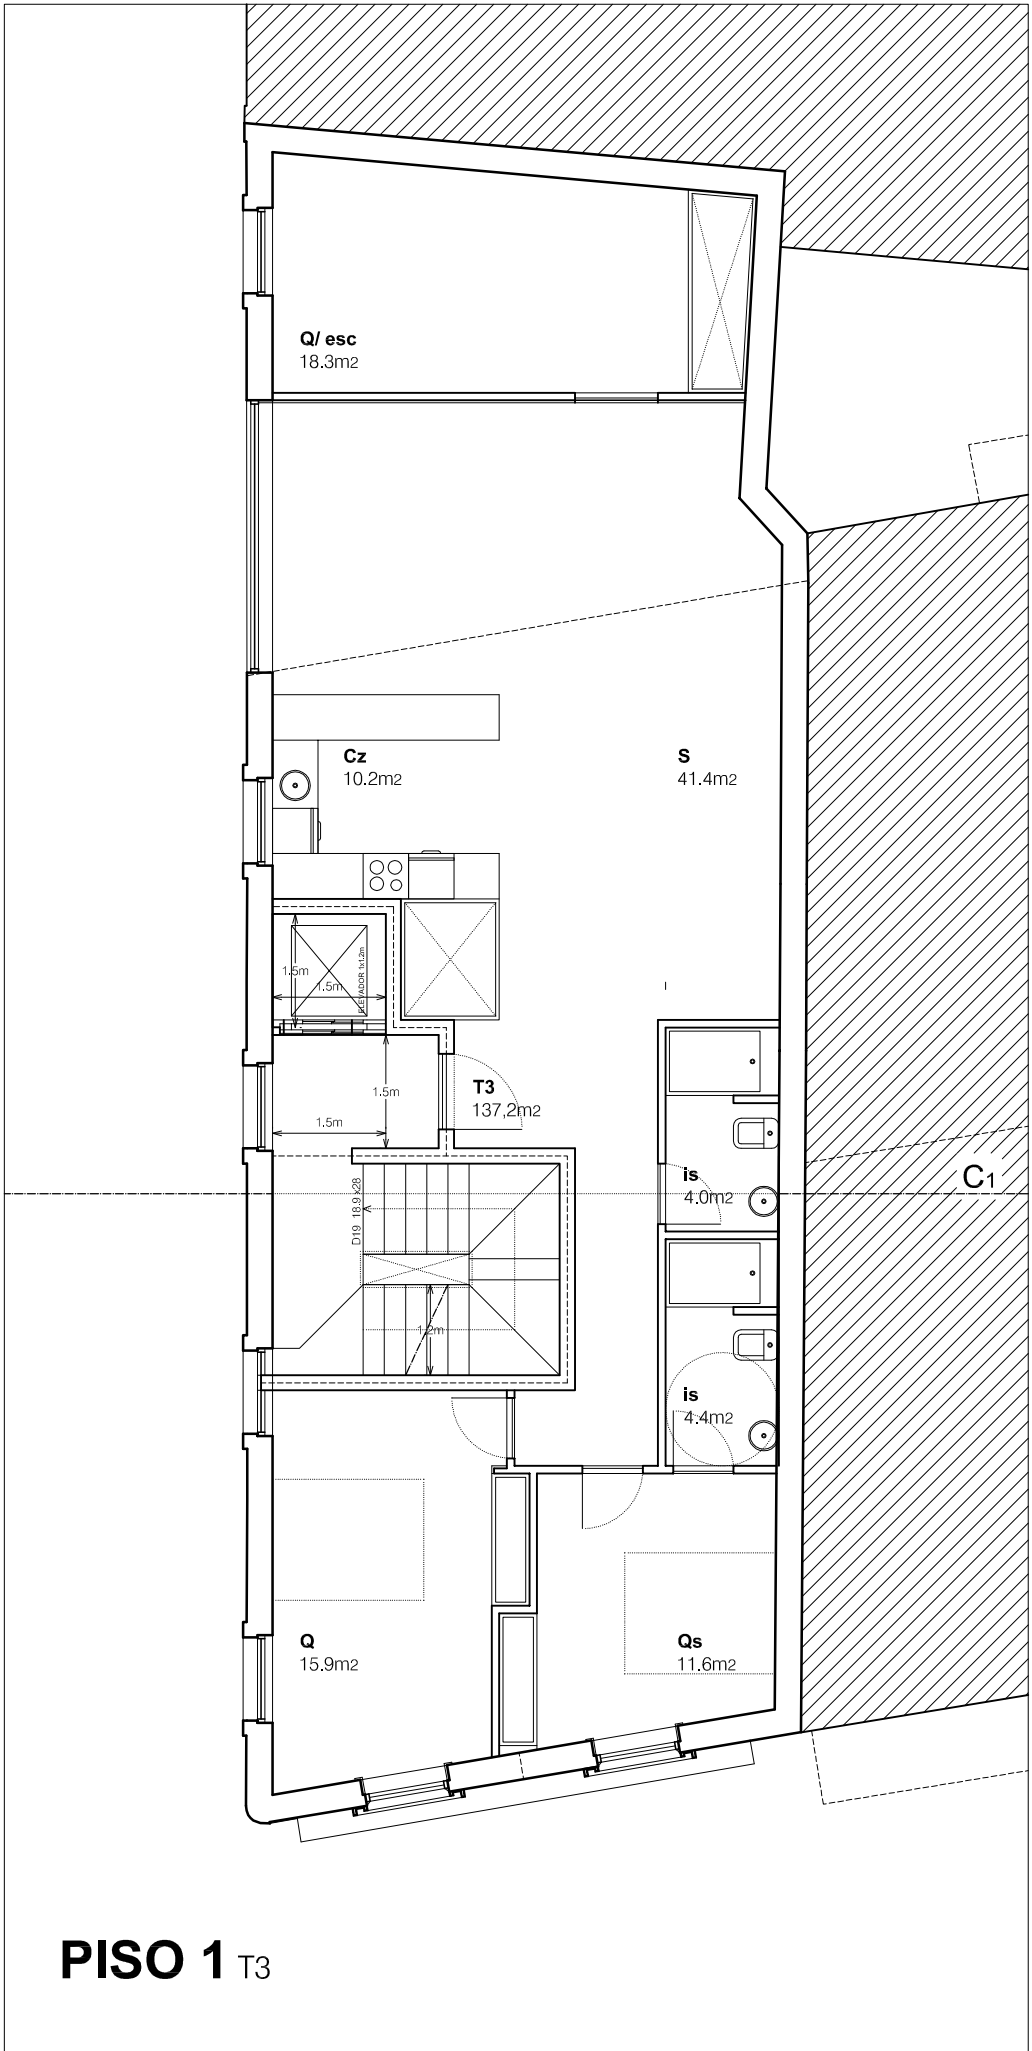 Q/ esc
18.3m2
Cz
10.2m2
S
41.4m2
1.5m
1.5m
ELEVADOR 1x1.2m
1.5m
1.5m
T3
137,2m2
is
4.0m2
C1
D19 18.9 x28
1.2m
is
4.4m2
Q
15.9m2
Qs
11.6m2
PISO 1 T3